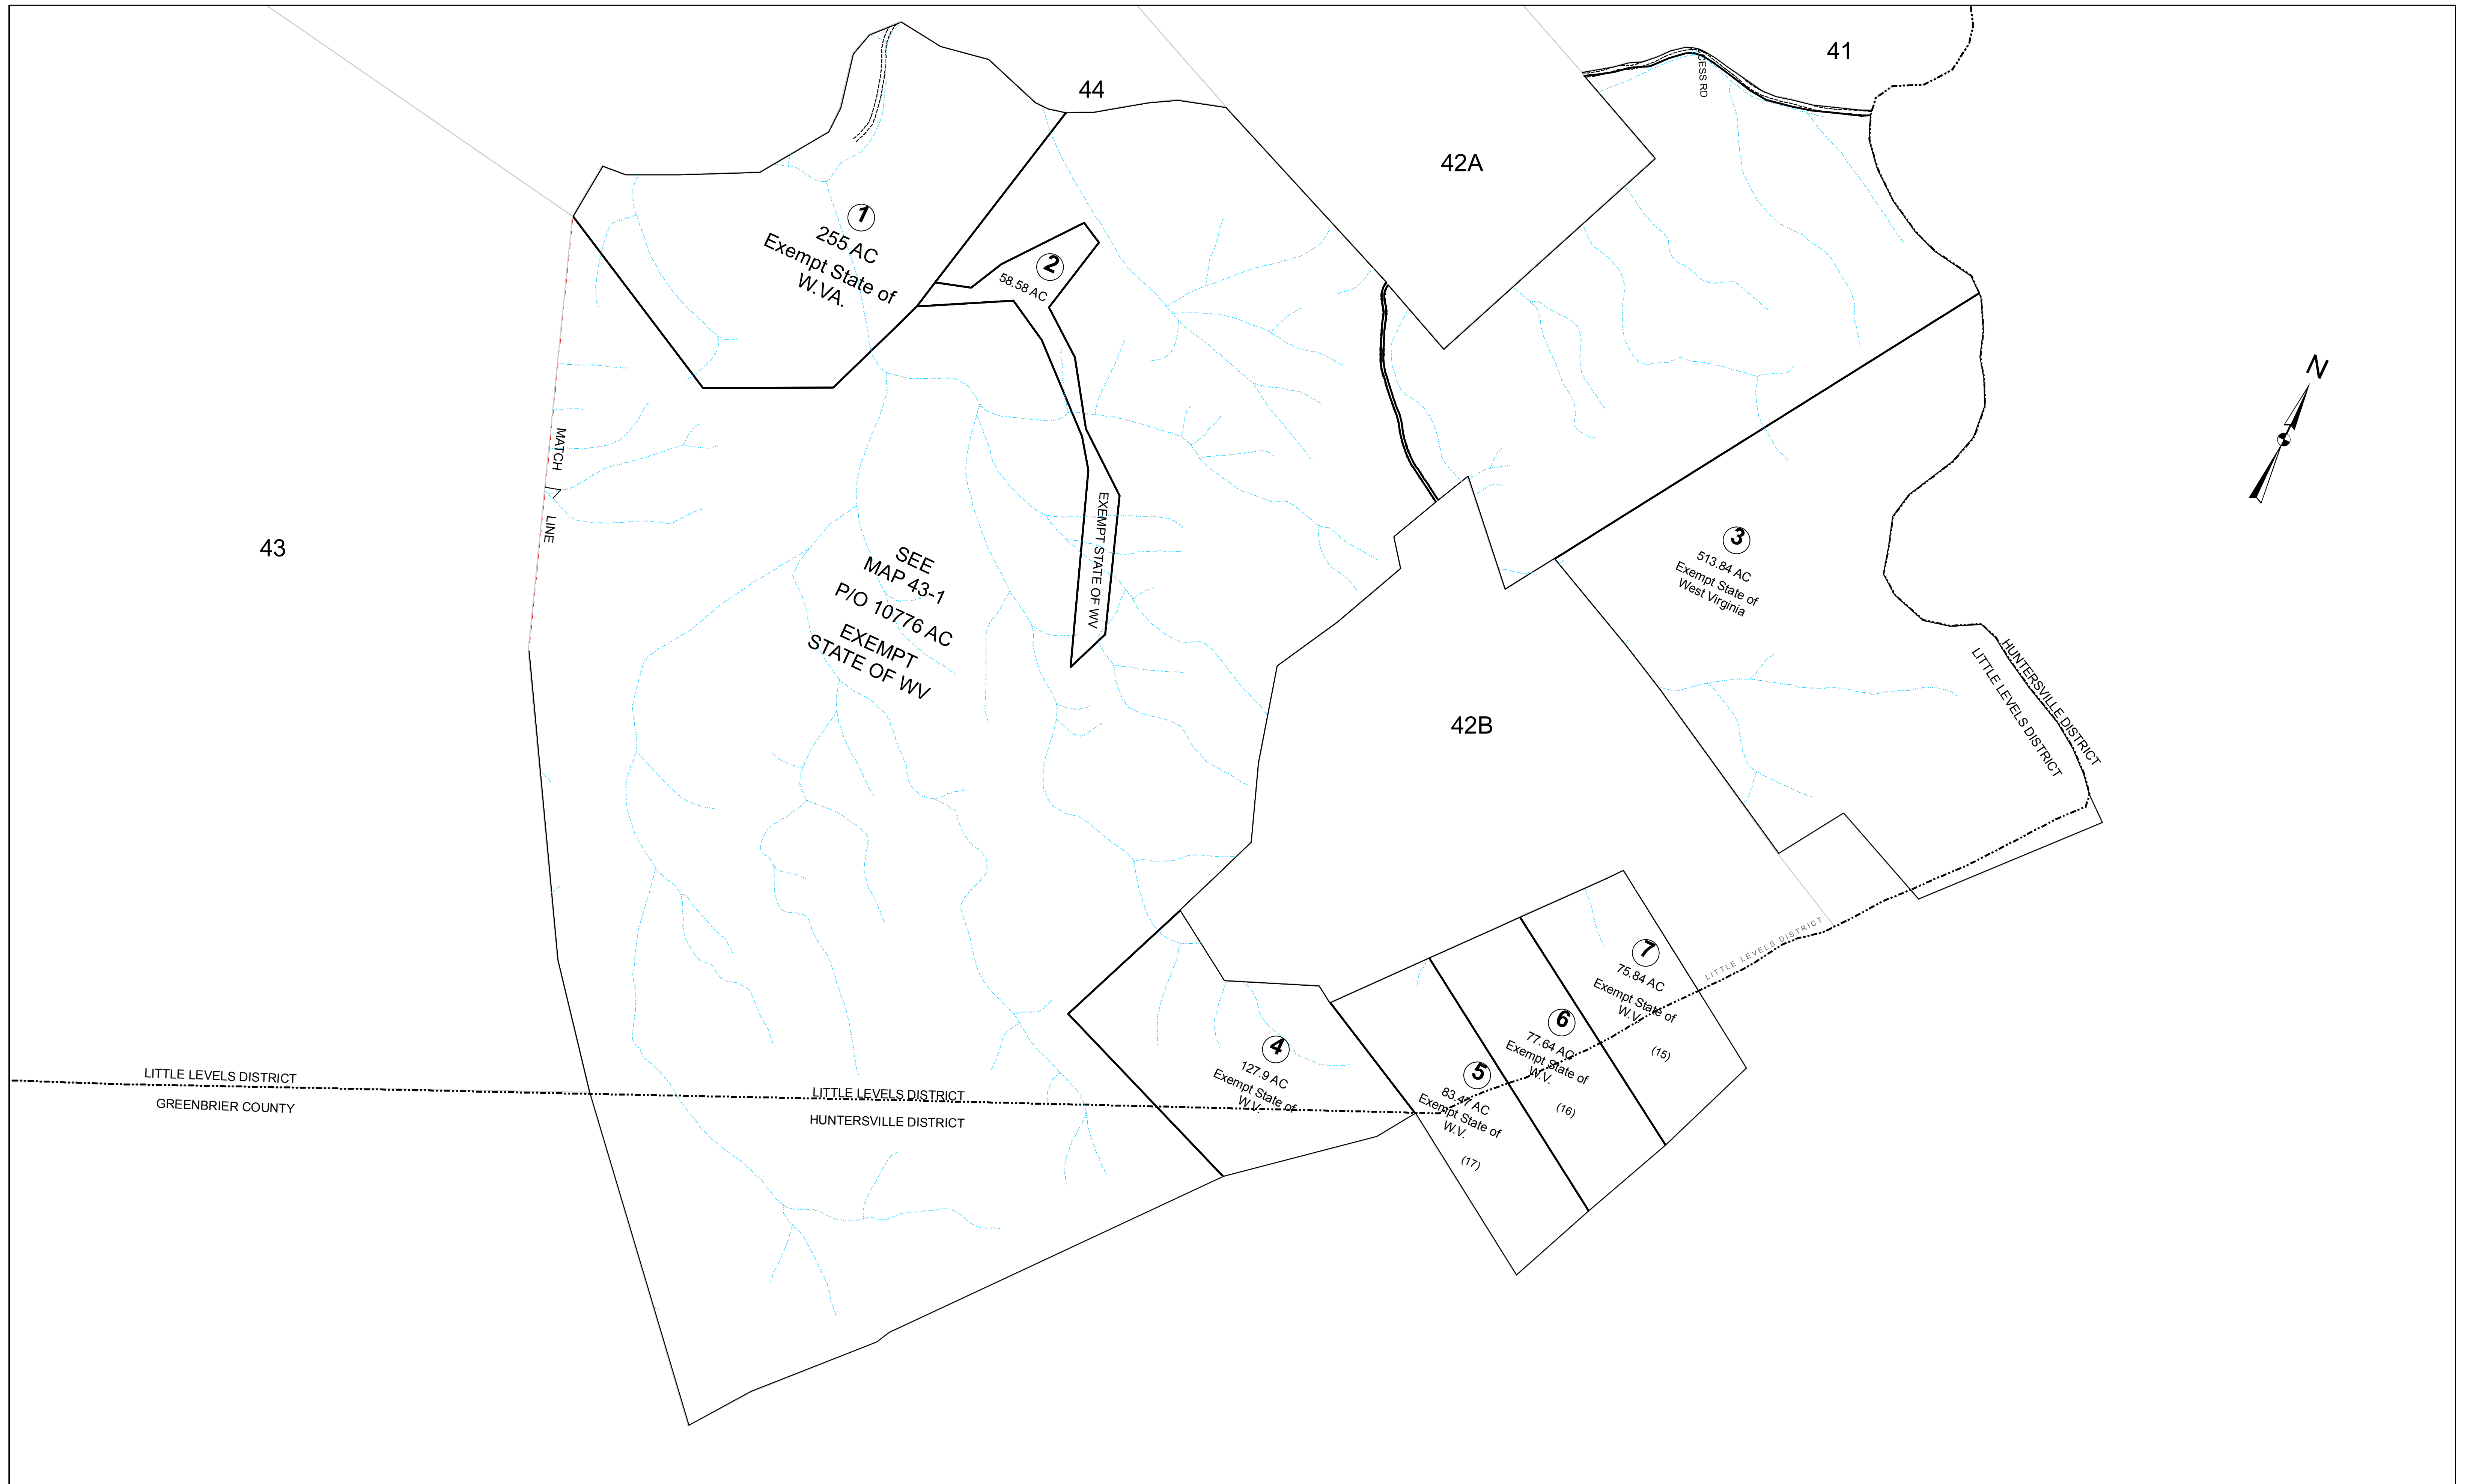 41
44
CESS RD
42A
1
255 AC
Exempt State of
W.VA.
2
58.58 AC
EXEMPT STATE OF WV
N
MATCH
LINE
43
SEE
MAP 43-1
P/O 10776 AC
EXEMPT
STATE OF WV
3
513.84 AC
Exempt State of
West Virginia
HUNTERSVILLE DISTRICT
LITTLE LEVELS DISTRICT
42B
LITTLE LEVELS DISTRICT
7
75.84 AC
Exempt State of
W.V.
(15)
6
77.64 AC
Exempt State of
W.V.
(16)
5
83.47 AC
Exempt State of
W.V.
(17)
4
127.9 AC
Exempt State of
W.V.
LITTLE LEVELS DISTRICT
GREENBRIER COUNTY
LITTLE LEVELS DISTRICT
HUNTERSVILLE DISTRICT